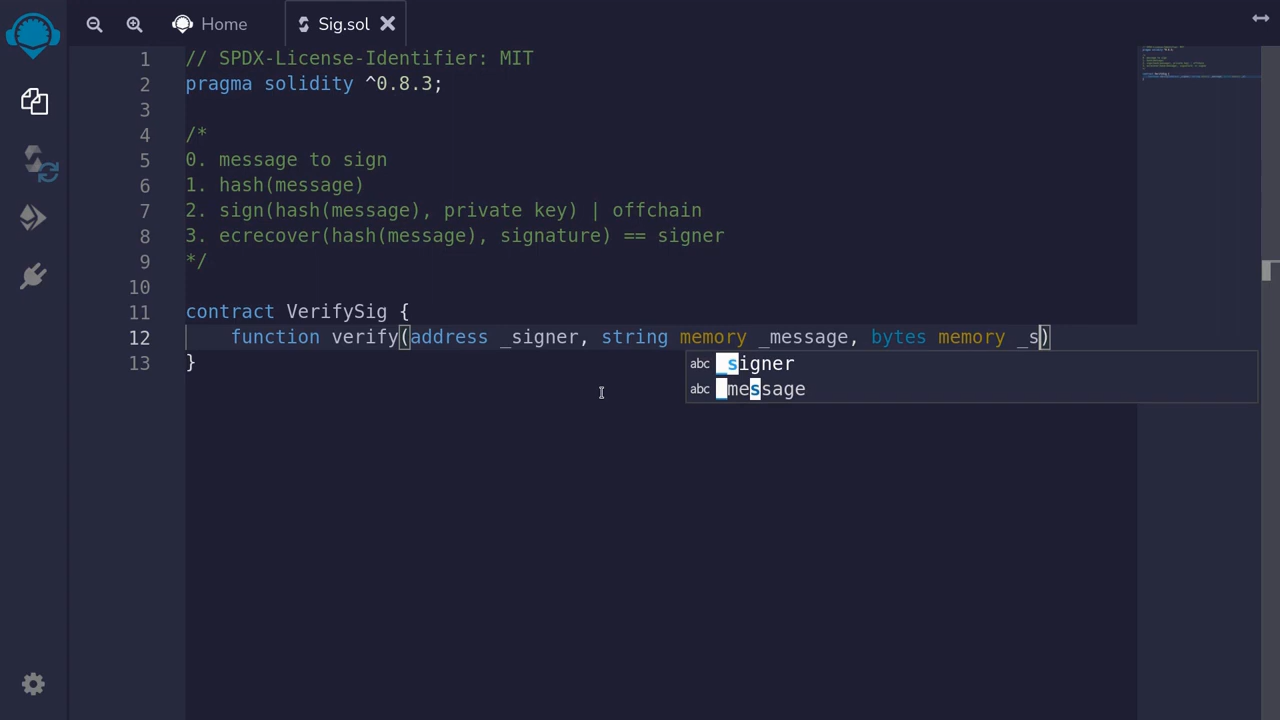 Home
Sig.sol
1 // SPDX-License-Identifier: MIT
2 pragma solidity ^0.8.3;
3
4 /*
5 0. message to sign
6 1. hash(message)
7 2. sign(hash(message), private key) | offchain
8 3. ecrecover(hash(message), signature) == signer
9 */
10
11 contract VerifySig {
12 function verify(address _signer, string memory _message, bytes memory _s)
abc _signer
abc _message
13 }